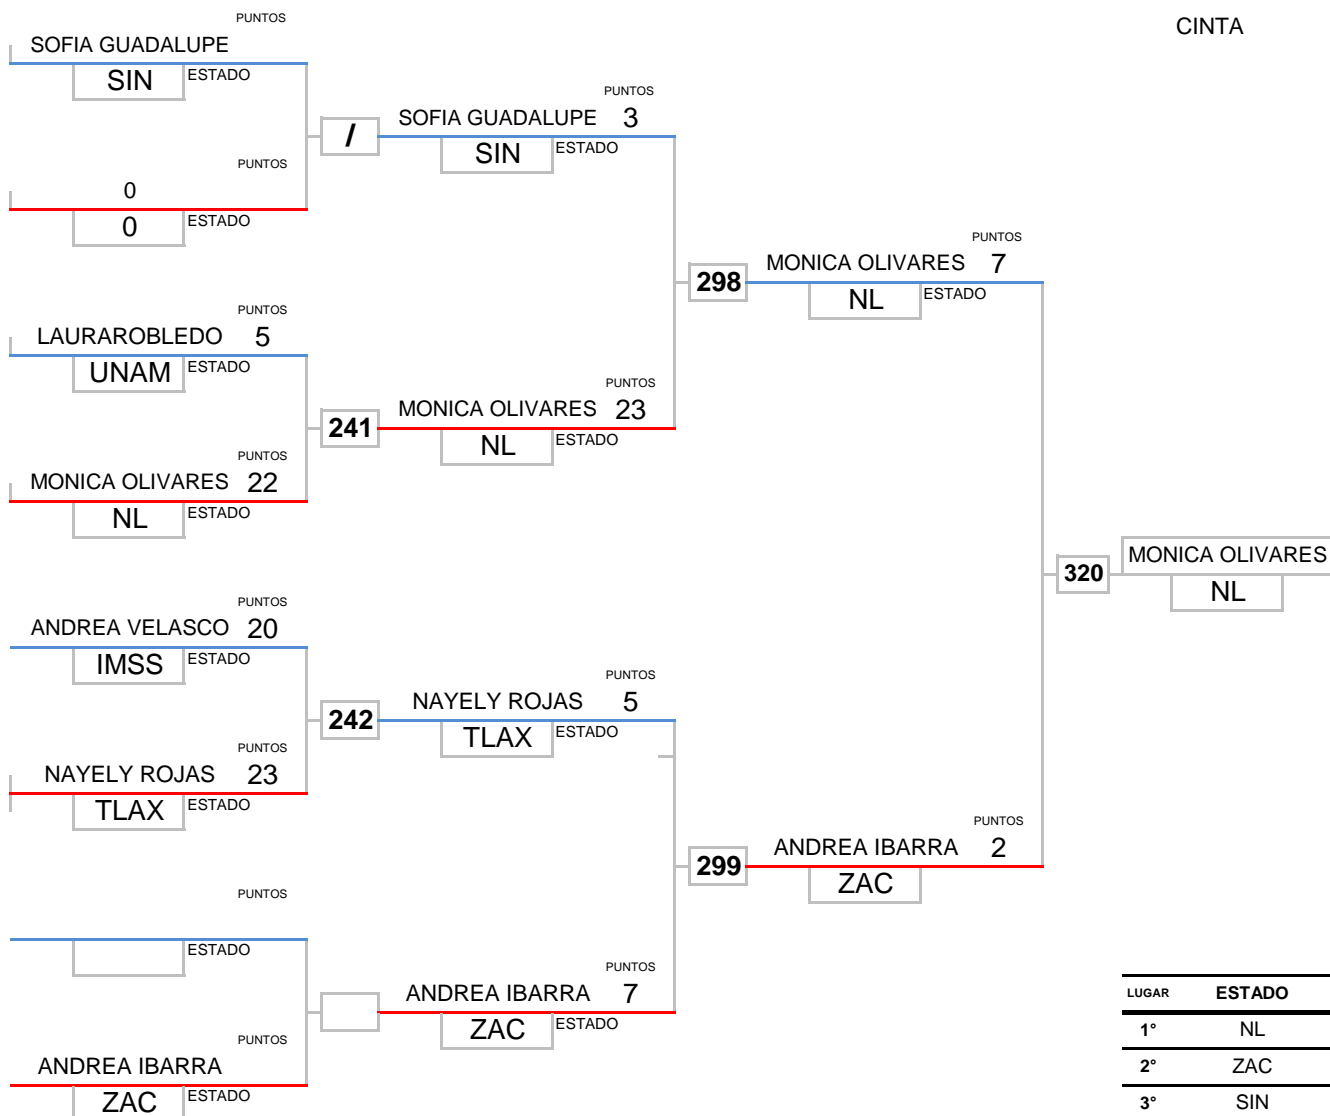 PUNTOS
CINTA
SOFIA GUADALUPE
SIN ESTADO
PUNTOS
SOFIA GUADALUPE 3
/
SIN ESTADO
PUNTOS
0
0 ESTADO
PUNTOS
MONICA OLIVARES 7
298
NL ESTADO
PUNTOS
LAURAROBLEDO 5
UNAM ESTADO
PUNTOS
MONICA OLIVARES 23
241
NL ESTADO
PUNTOS
MONICA OLIVARES 22
NL ESTADO
MONICA OLIVARES
320
NL
PUNTOS
ANDREA VELASCO 20
IMSS ESTADO
PUNTOS
NAYELY ROJAS 5
242
TLAX ESTADO
PUNTOS
NAYELY ROJAS 23
TLAX ESTADO
PUNTOS
ANDREA IBARRA 2
299
ZAC
PUNTOS
ESTADO
PUNTOS
ANDREA IBARRA 7
ZAC ESTADO
PUNTOS
ANDREA IBARRA
ZAC ESTADO
LUGAR ESTADO
1° NL
2° ZAC
3° SIN